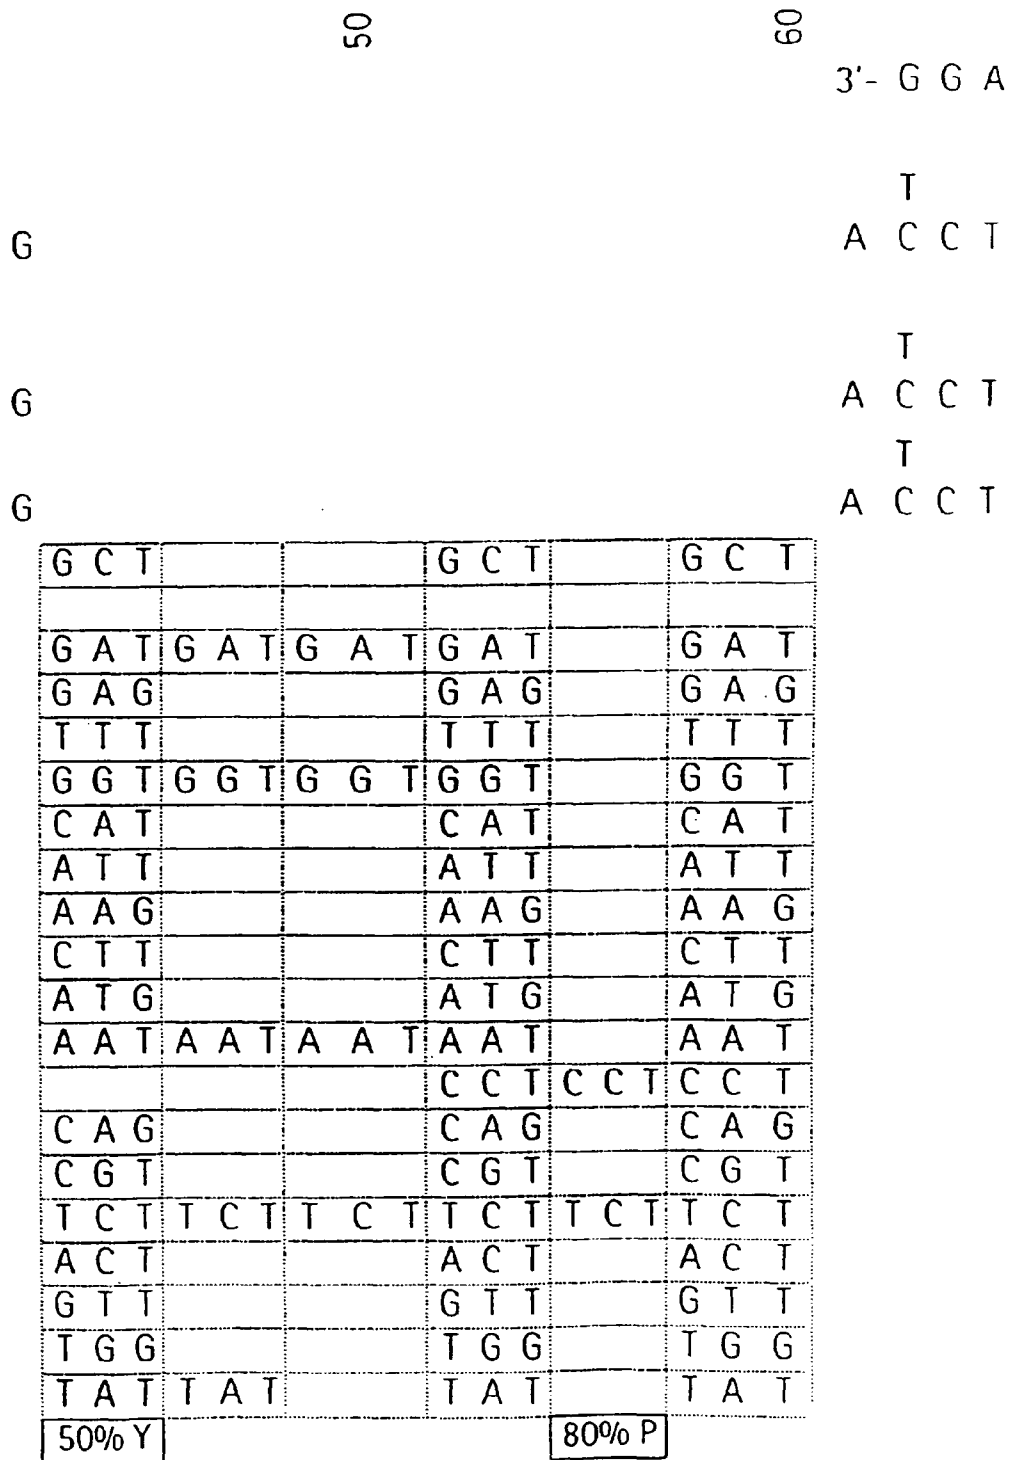 50 60
3'- G G A
T
G A C C T
T
G A C C T
T
G A C C T
G C T G C T G C T
G A T G A T G A T G A T G A T
G A G G A G G A G
T T T T T T T T T
G G T G G T G G T G G T G G T
C A T C A T C A T
A T T A T T A T T
A A G A A G A A G
C T T C T T C T T
A T G A T G A T G
A A T A A T A A T A A T A A T
C C T C C T C C T
C A G C A G C A G
C G T C G T C G T
T C T T C T T C T T C T T C T T C T
A C T A C T A C T
G T T G T T G T T
T G G T G G T G G
T A T T A T T A T T A T
50% Y 80% P